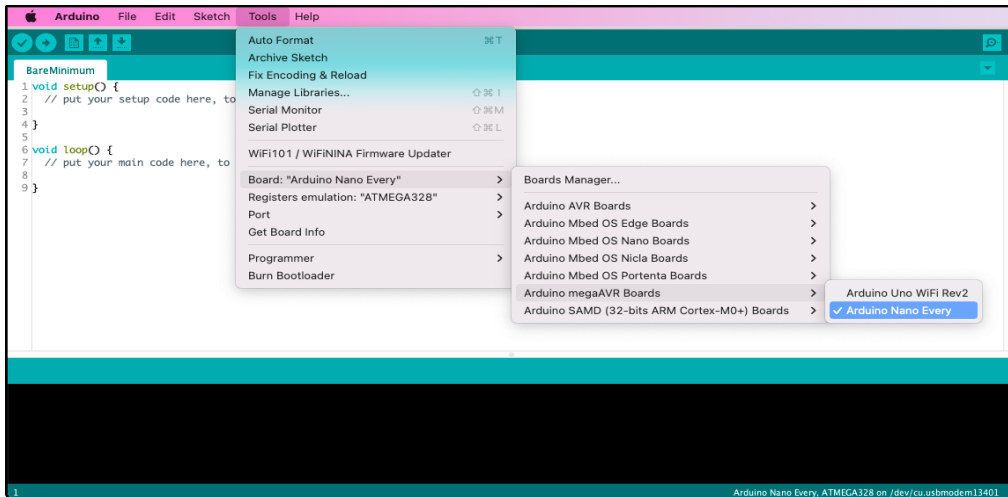 Arduino File Edit Sketch Tools Help
BareMinimum
1 void setup() {
2 // put your setup code here, to
3
4 }
5
6 void loop() {
7 // put your main code here, to
8
9 }
Auto Format ⌘T
Archive Sketch
Fix Encoding & Reload
Manage Libraries... ⇧⌘I
Serial Monitor ⇧⌘M
Serial Plotter ⇧⌘L
WiFi101 / WiFiNINA Firmware Updater
Board: "Arduino Nano Every" >
Registers emulation: "ATMEGA328" >
Port >
Get Board Info
Programmer >
Burn Bootloader
Boards Manager...
Arduino AVR Boards >
Arduino Mbed OS Edge Boards >
Arduino Mbed OS Nano Boards >
Arduino Mbed OS Nicla Boards >
Arduino Mbed OS Portenta Boards >
Arduino megaAVR Boards >
Arduino SAMD (32-bits ARM Cortex-M0+) Boards >
Arduino Uno WiFi Rev2
✓ Arduino Nano Every
1 Arduino Nano Every, ATMEGA328 on /dev/cu.usbmodem13401